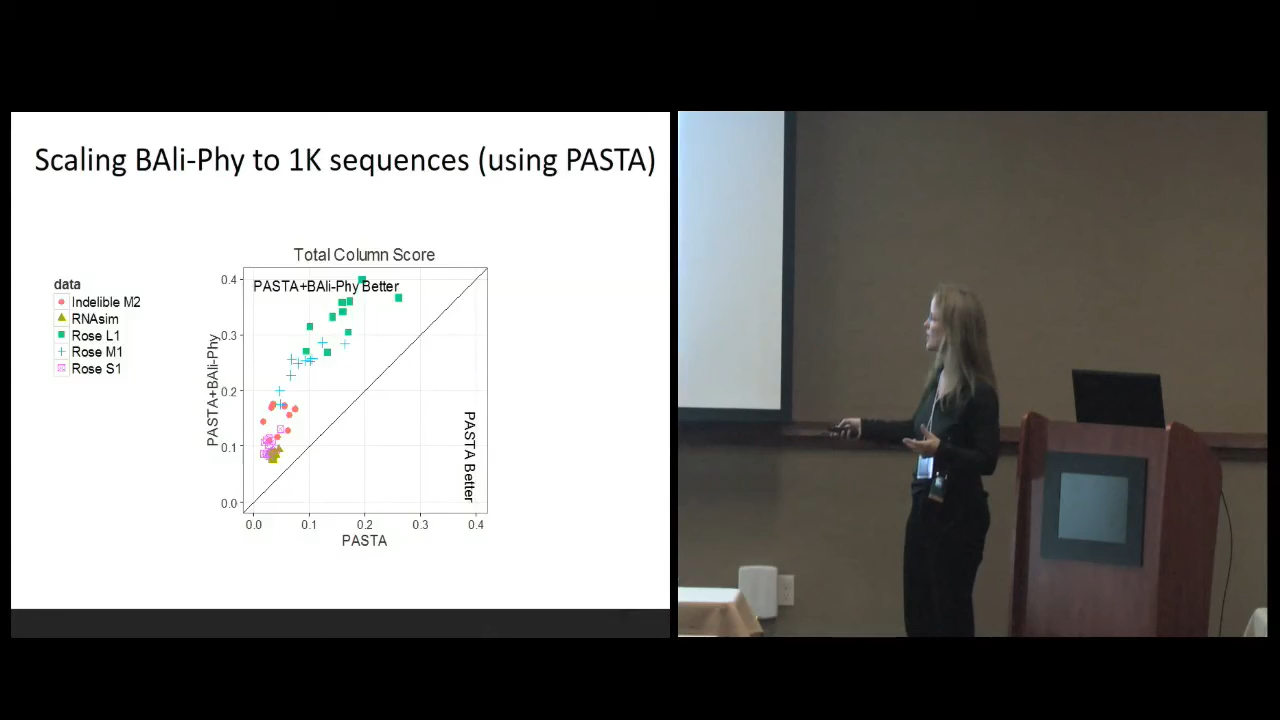 Scaling BAli-Phy to 1K sequences (using PASTA)
Total Column Score
data
Indelible M2
RNAsim
Rose L1
Rose M1
Rose S1
PASTA+BAli-Phy Better
PASTA Better
PASTA+BAli-Phy
0.4
0.3
0.2
0.1
0.0
0.0 0.1 0.2 0.3 0.4
PASTA